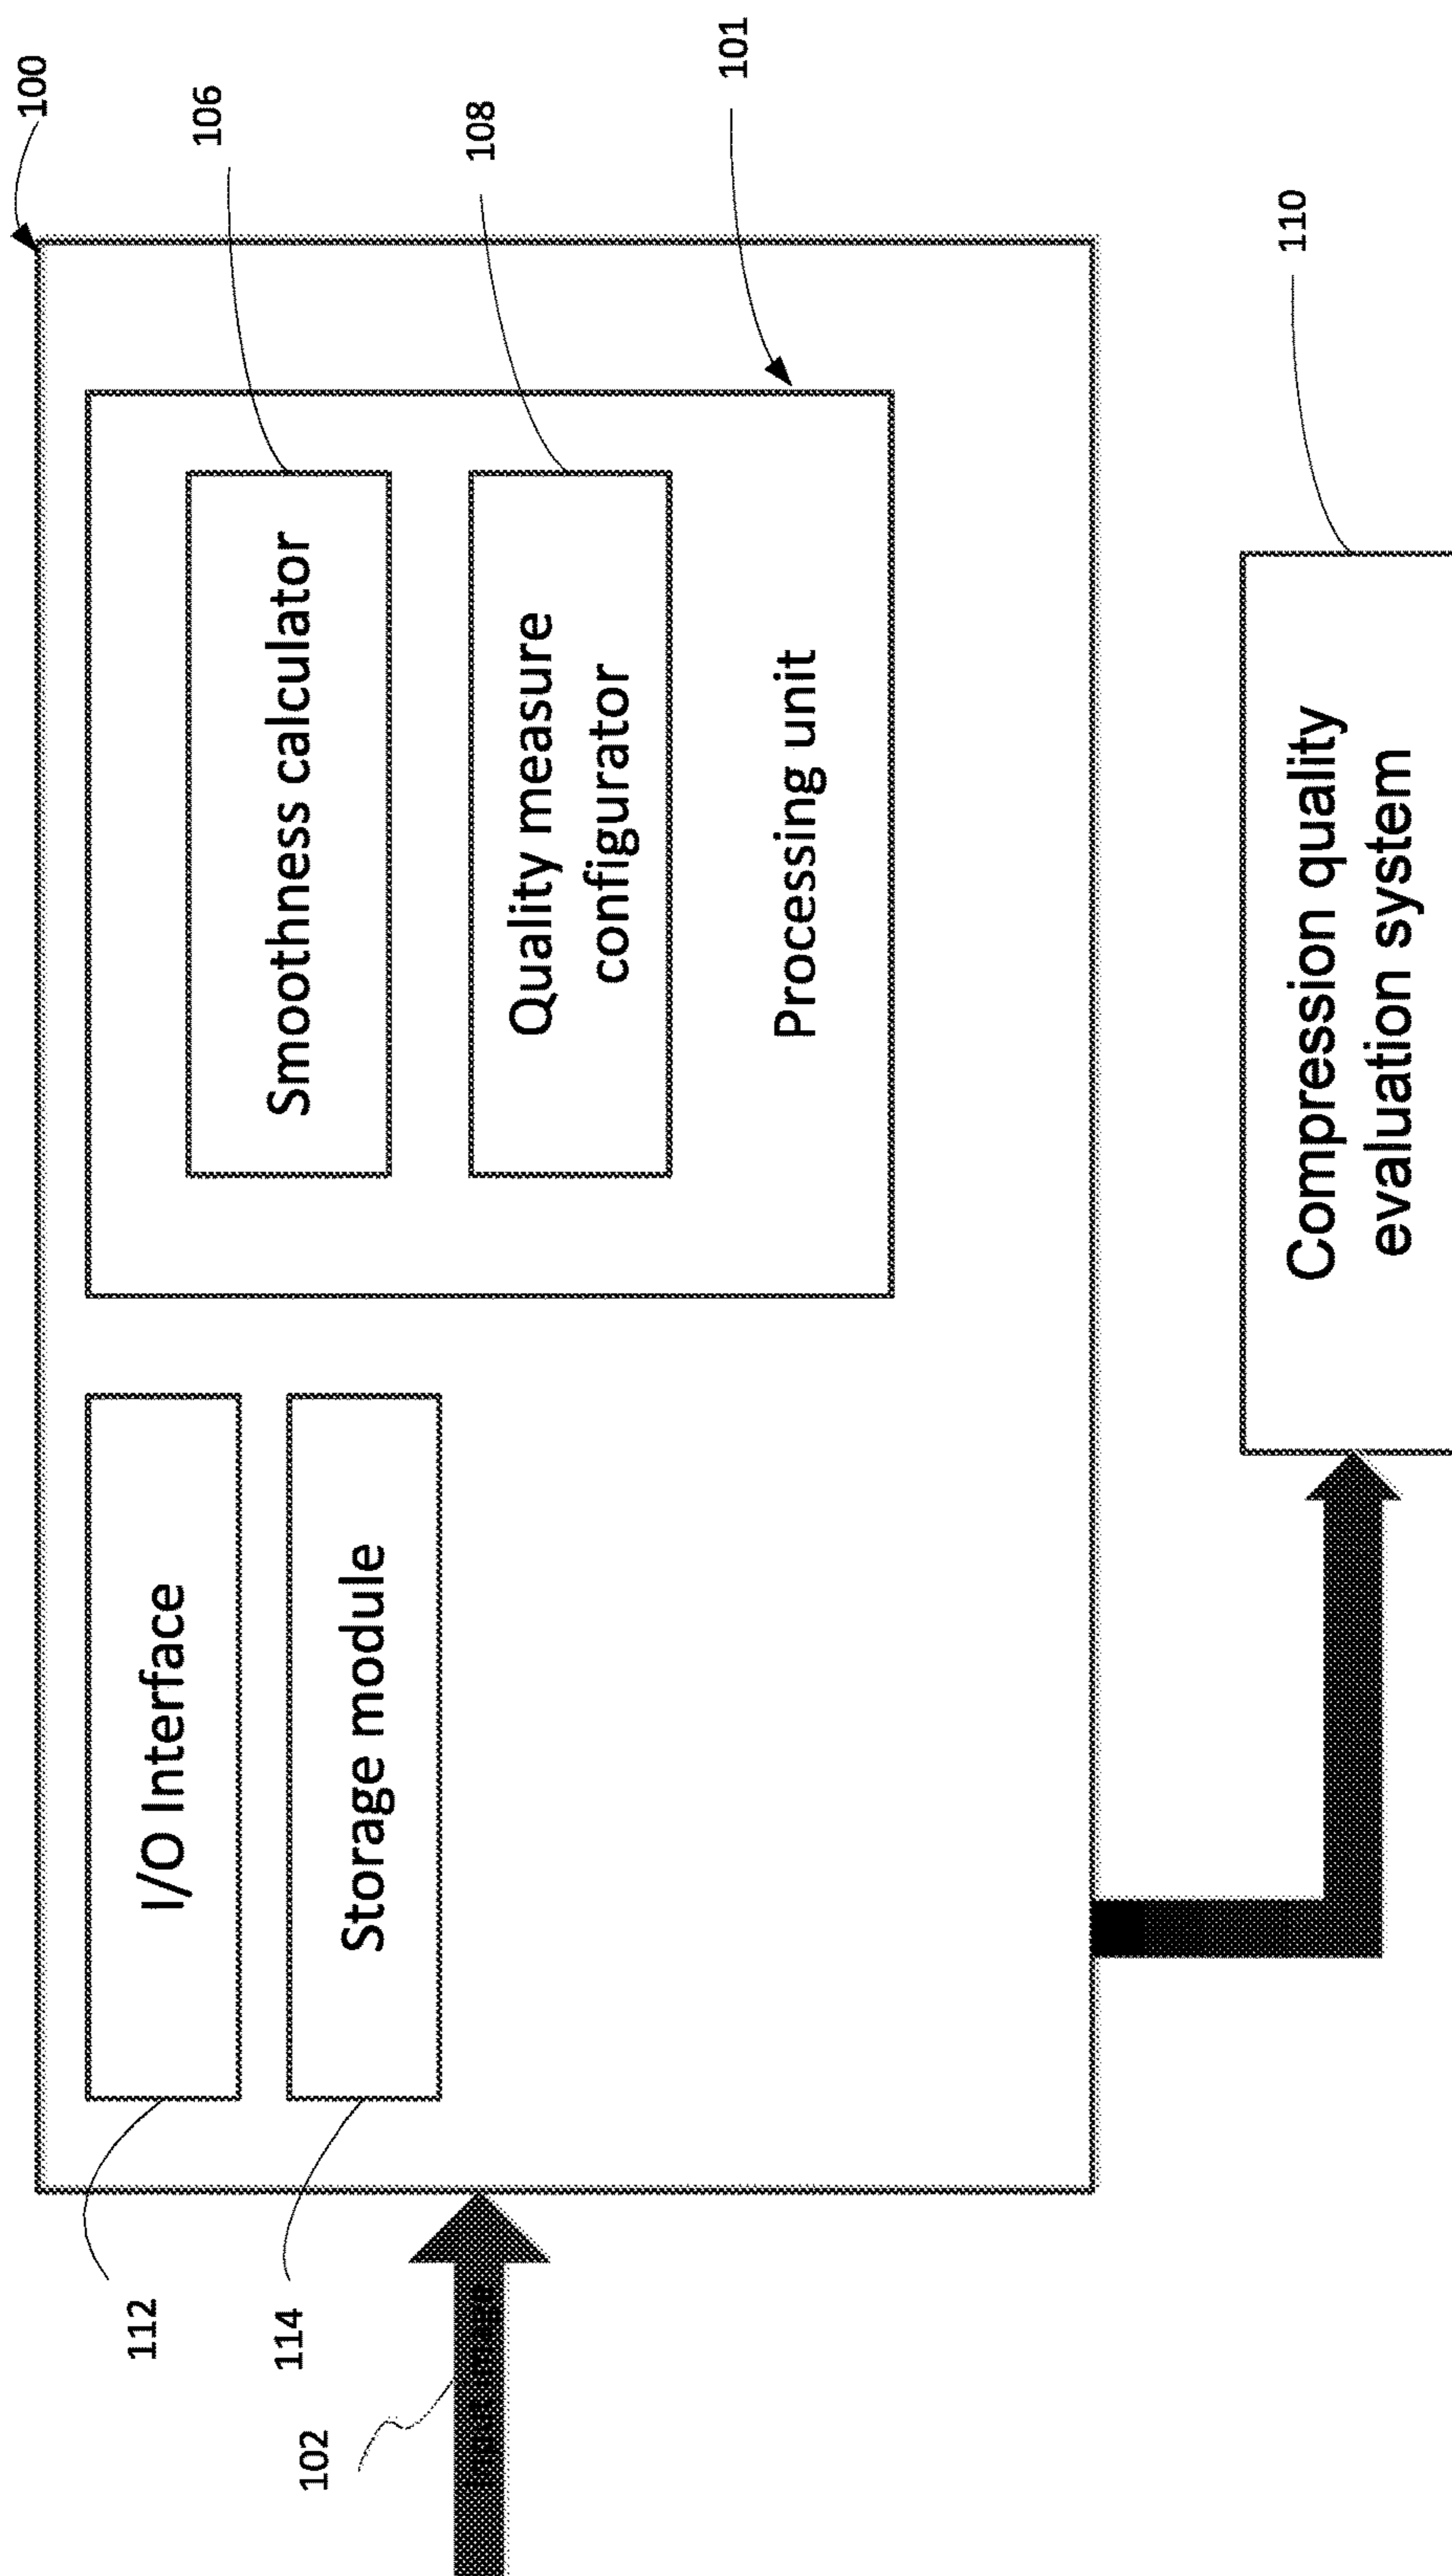 100
106
108
101
112
I/O Interface
Smoothness calculator
114
Storage module
Quality measure
configurator
102
Processing unit
110
Compression quality
evaluation system